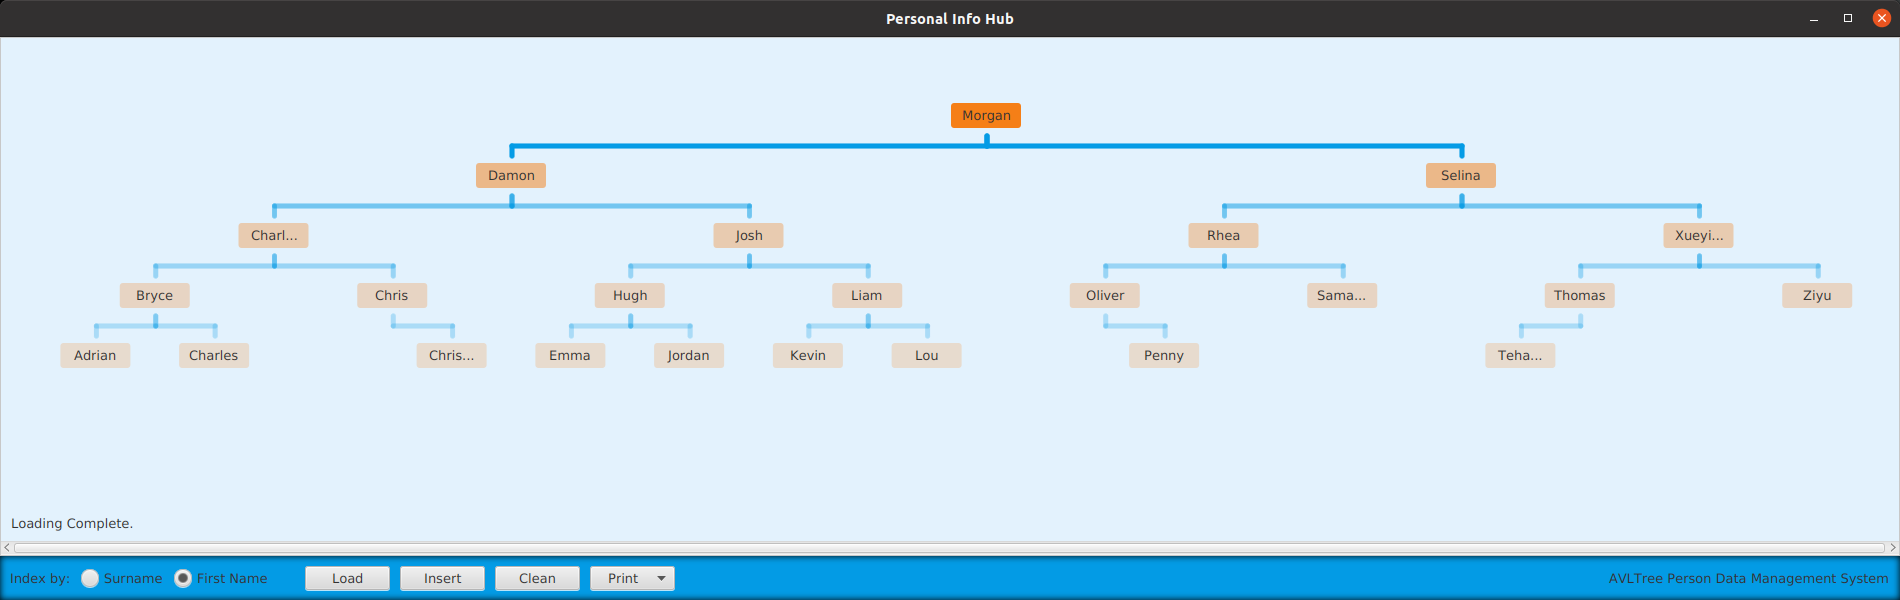 Personal Info Hub
Morgan
Damon Selina
Charl... Josh Rhea Xueyi...
Bryce Chris Hugh Liam Oliver Sama... Thomas Ziyu
Adrian Charles Chris... Emma Jordan Kevin Lou Penny Teha...
Loading Complete.
Index by: Surname First Name Load Insert Clean Print AVLTree Person Data Management System